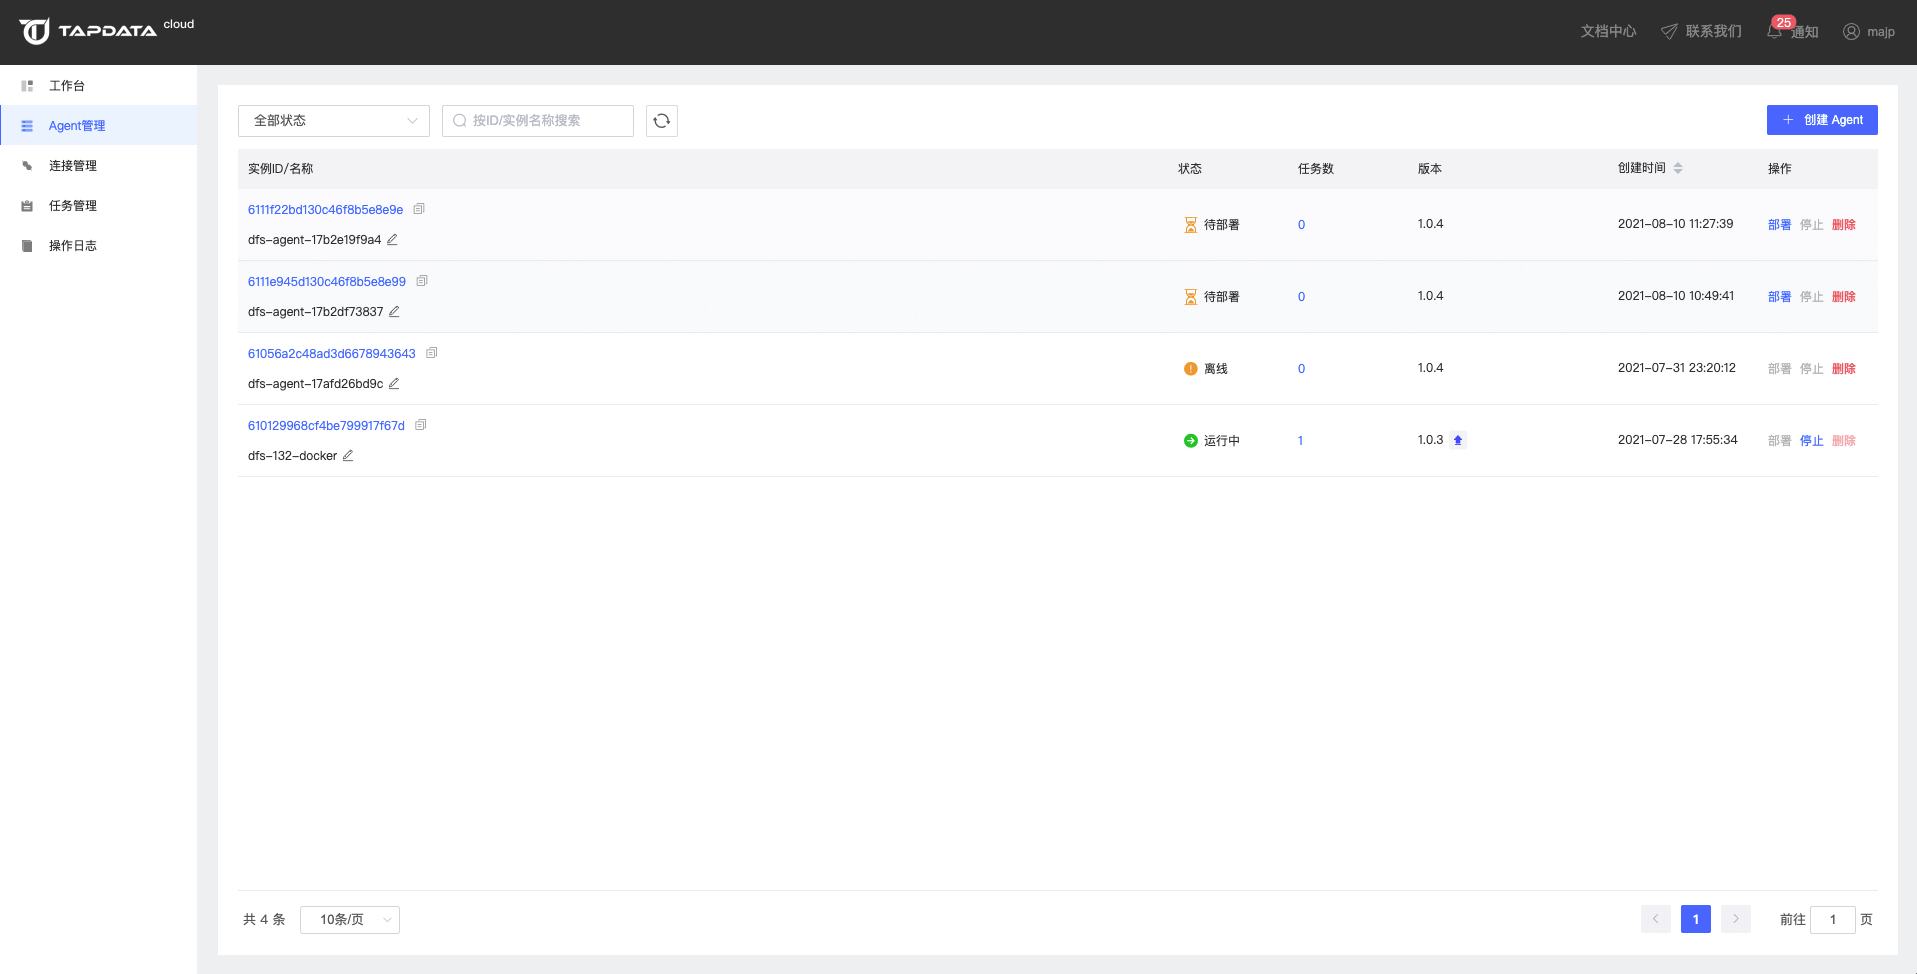 TAPDATA cloud
文档中心 联系我们 25 通知 majp
工作台
Agent管理
连接管理
任务管理
操作日志
全部状态 按ID/实例名称搜索 创建 Agent
实例ID/名称 状态 任务数 版本 创建时间 操作
6111f22bd130c46f8b5e8e9e
dfs-agent-17b2e19f9a4
待部署 0 1.0.4 2021-08-10 11:27:39 部署 停止 删除
6111e945d130c46f8b5e8e99
dfs-agent-17b2df73837
待部署 0 1.0.4 2021-08-10 10:49:41 部署 停止 删除
61056a2c48ad3d6678943643
dfs-agent-17afd26bd9c
离线 0 1.0.4 2021-07-31 23:20:12 部署 停止 删除
610129968cf4be799917f67d
dfs-132-docker
运行中 1 1.0.3 2021-07-28 17:55:34 部署 停止 删除
共 4 条 10条/页 1 前往 1 页